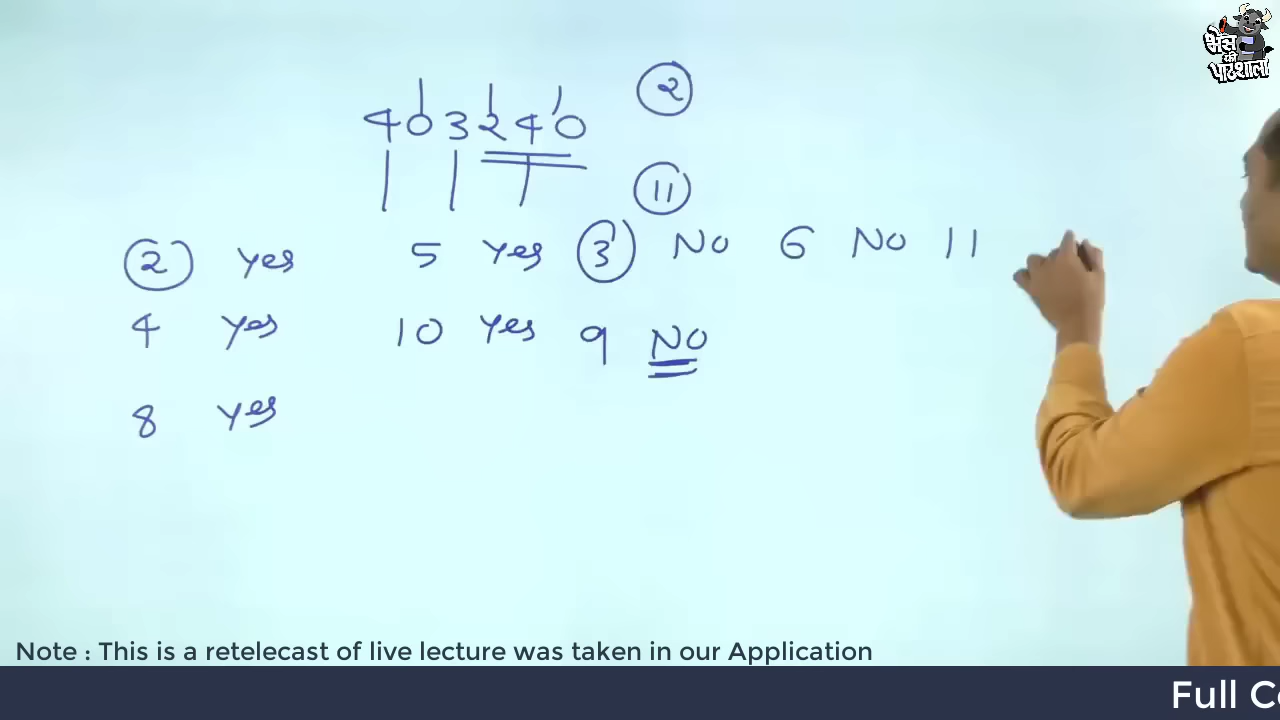 भैंस की पाठशाला
403240 2
11
2 Yes 5 Yes 3 No 6 No 11
4 Yes 10 Yes 9 No
8 Yes
Note : This is a retelecast of live lecture was taken in our Application
Full C